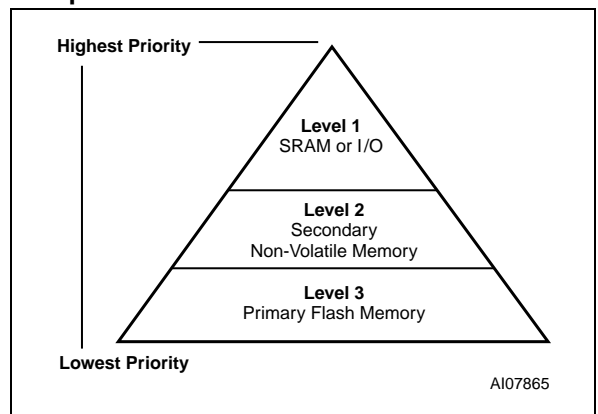 Highest Priority
Level 1
SRAM or I/O
Level 2
Secondary
Non-Volatile Memory
Level 3
Primary Flash Memory
Lowest Priority
AI07865